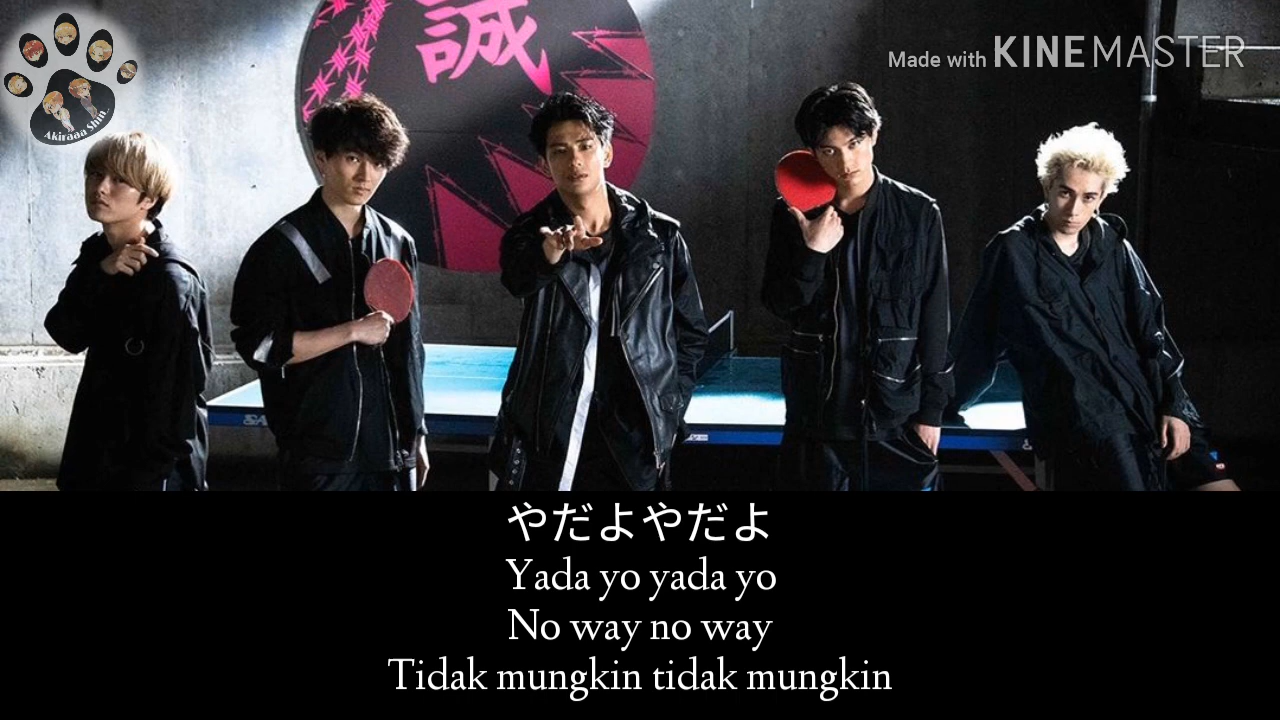 誠
Made with KINEMASTER
Akiraaa Shin
SA
やだよやだよ
Yada yo yada yo
No way no way
Tidak mungkin tidak mungkin